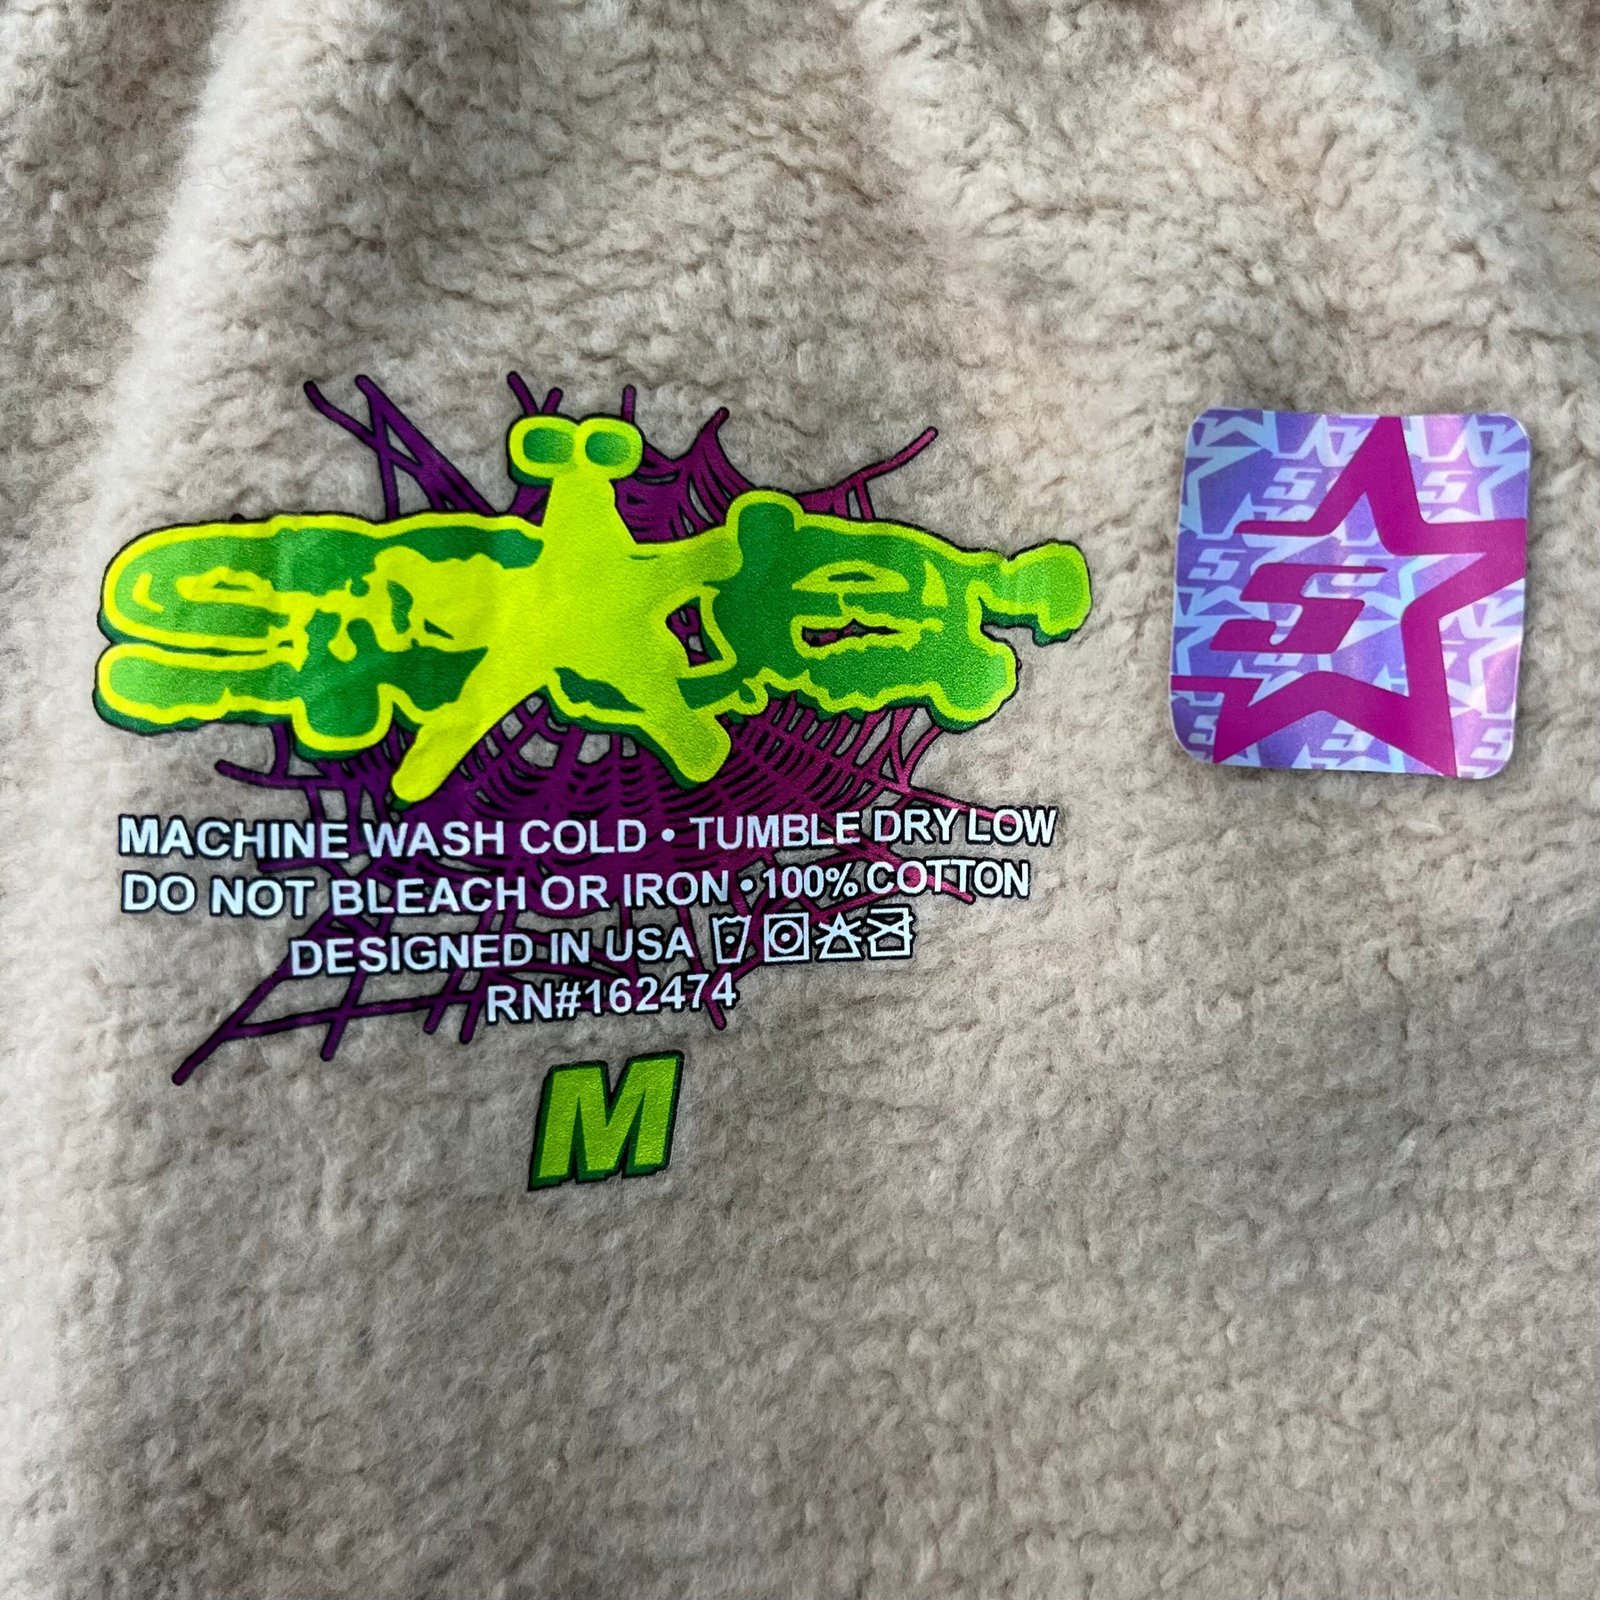 MACHINE WASH COLD • TUMBLE DRY LOW
DO NOT BLEACH OR IRON • 100% COTTON
DESIGNED IN USA
RN#162474
M
S